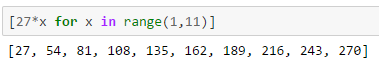 [27*x for x in range(1,11)]
[27, 54, 81, 108, 135, 162, 189, 216, 243, 270]